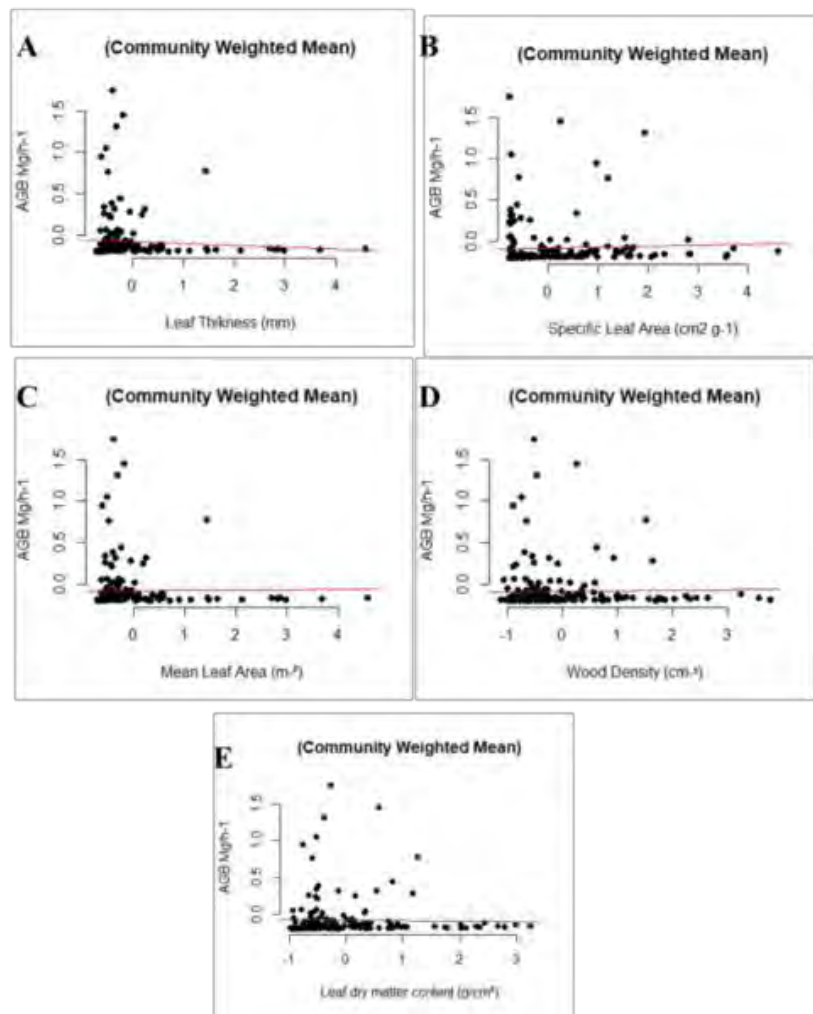 A
(Community Weighted Mean)
AGB Mg/h-1
0.0 0.5 1.0 1.5
0 1 2 3 4
Leaf Thikness (mm)
B
(Community Weighted Mean)
AGB Mg/h-1
0.0 0.5 1.0 1.5
0 1 2 4
Specific Leaf Area (cm2 g-1)
C
(Community Weighted Mean)
AGB Mg/h-1
0.0 0.5 1.0 1.5
0 1 2 3 4
Mean Leaf Area
D
(Community Weighted Mean)
AGB Mg/h-1
0.0 0.5 1.0 1.5
-1 0 1 2 3
Wood Density
E
(Community Weighted Mean)
AGB Mg/h-1
0.0 0.5 1.0 1.5
-1 0 1 2 3
Leaf dry matter content